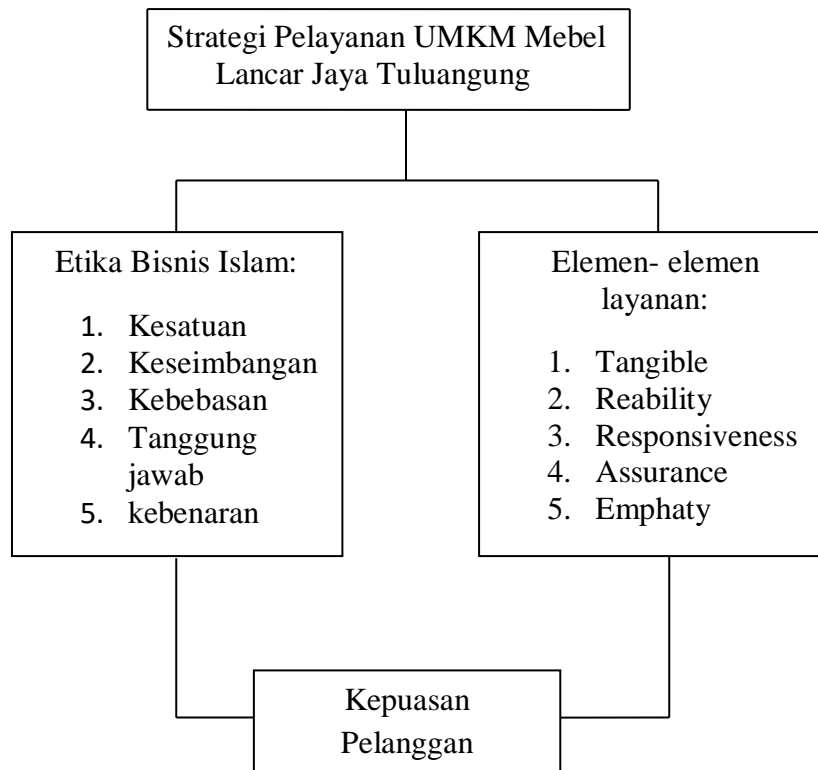 Strategi Pelayanan UMKM Mebel
Lancar Jaya Tuluangung
Etika Bisnis Islam:
1. Kesatuan
2. Keseimbangan
3. Kebebasan
4. Tanggung
jawab
5. kebenaran
Elemen- elemen
layanan:
1. Tangible
2. Reability
3. Responsiveness
4. Assurance
5. Emphaty
Kepuasan
Pelanggan